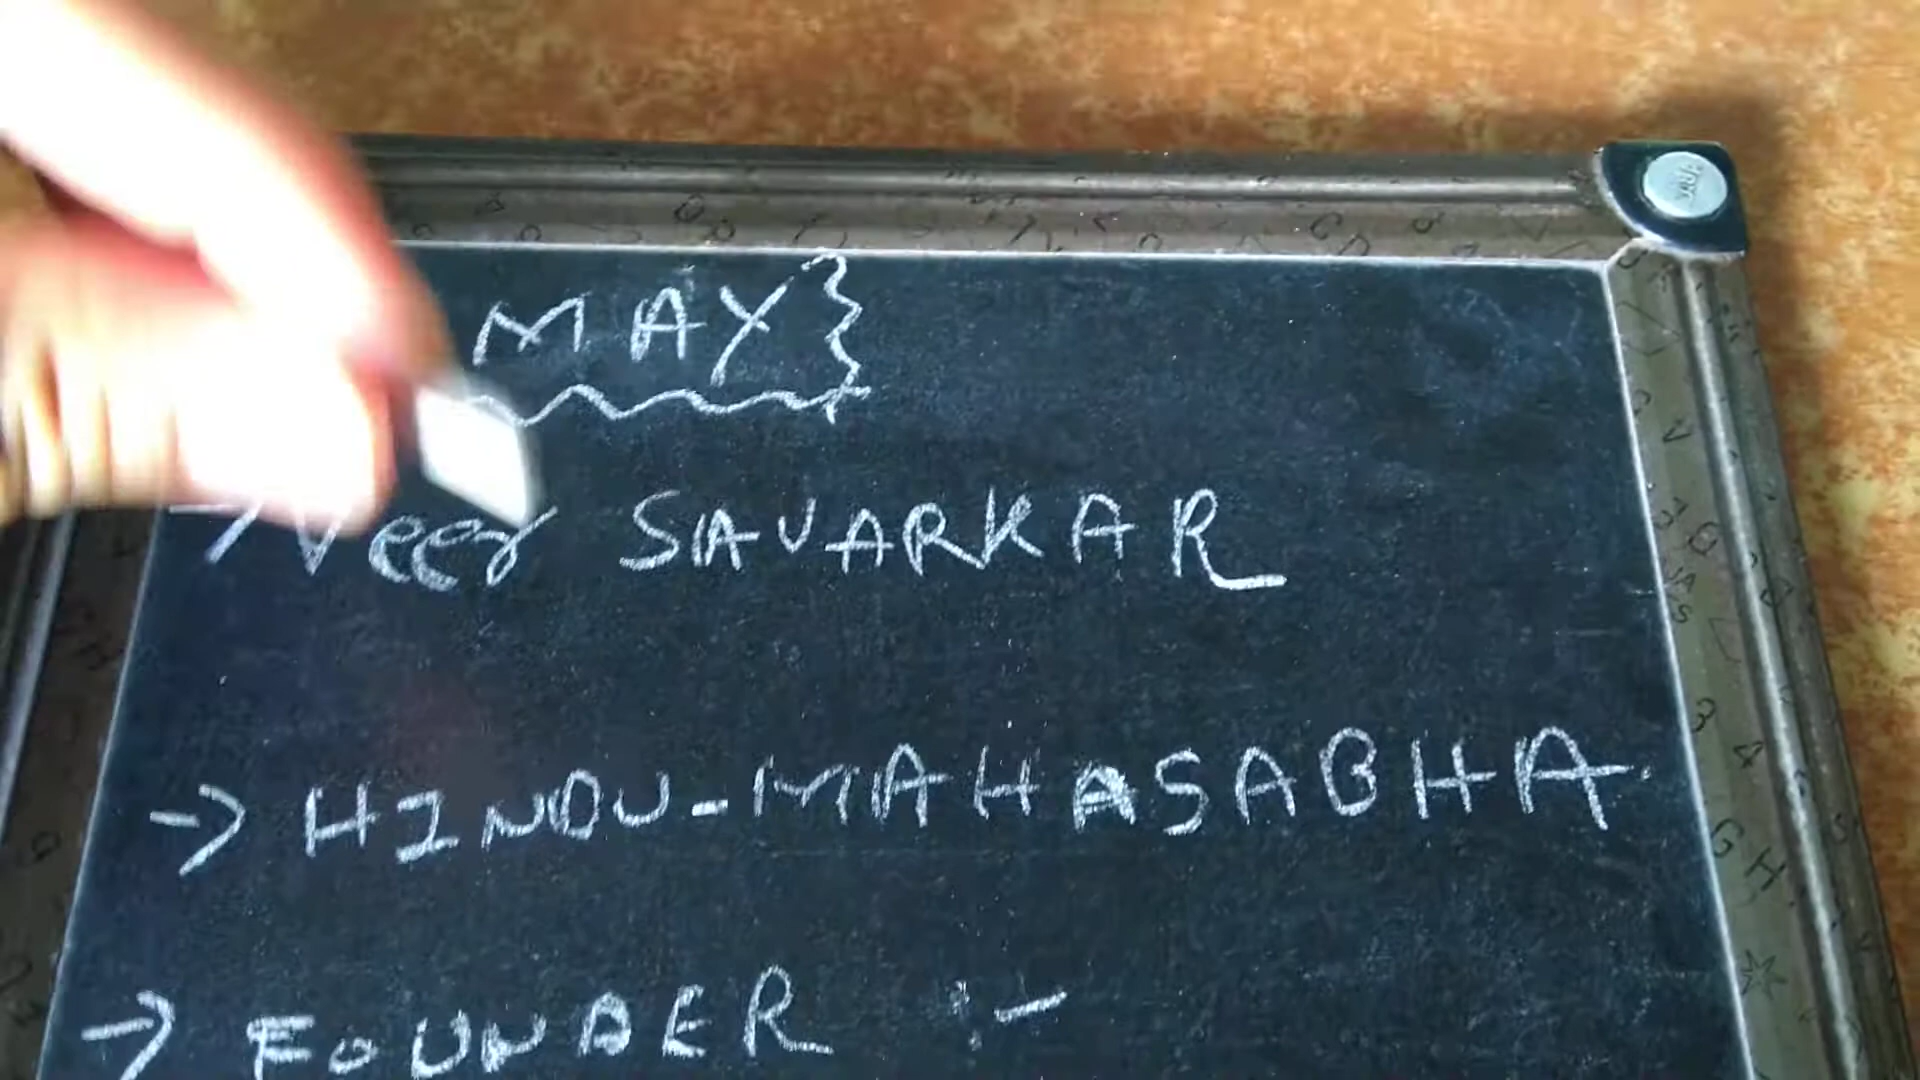 MAY}
→ Veer SAVARKAR
→ HINDU-MAHASABHA
→ FOUNDER :-